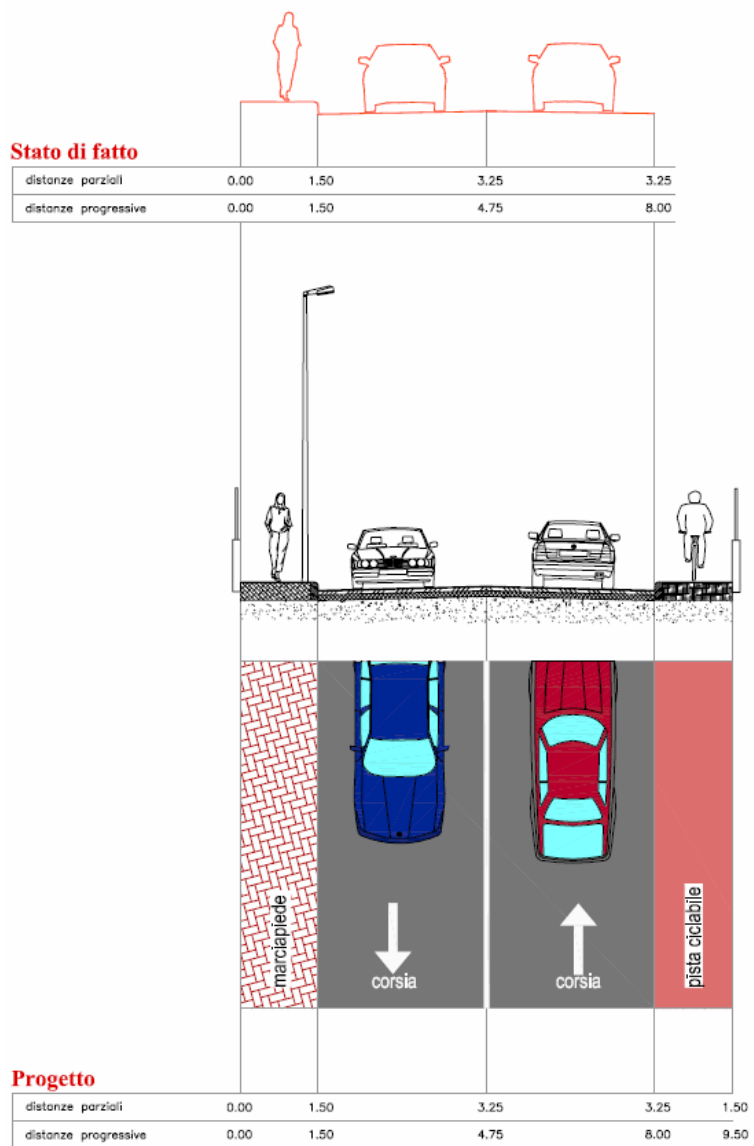 Stato di fatto
distanze parziali 0.00 1.50 3.25 3.25
distanze progressive 0.00 1.50 4.75 8.00
marciapiede
corsia
corsia
pista ciclabile
Progetto
distanze parziali 0.00 1.50 3.25 3.25 1.50
distanze progressive 0.00 1.50 4.75 8.00 9.50